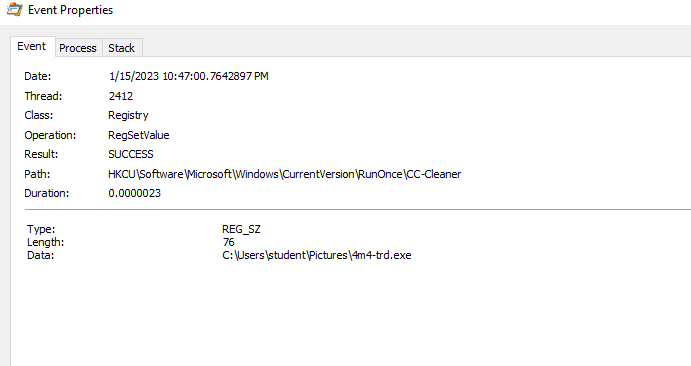 Event Properties
Event Process Stack
Date: 1/15/2023 10:47:00.7642897 PM
Thread: 2412
Class: Registry
Operation: RegSetValue
Result: SUCCESS
Path: HKCU\Software\Microsoft\Windows\CurrentVersion\RunOnce\CC-Cleaner
Duration: 0.0000023
Type: REG_SZ
Length: 76
Data: C:\Users\student\Pictures\4m4-trd.exe